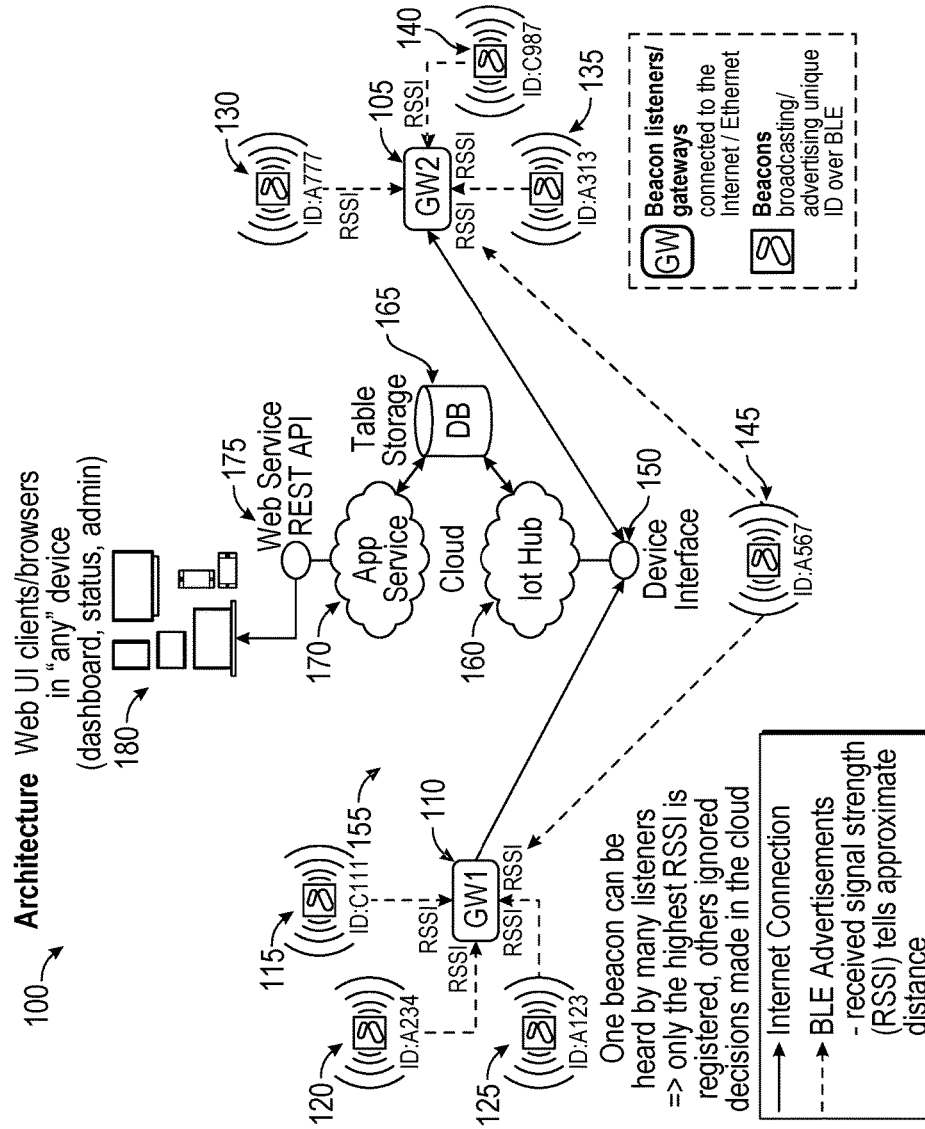 100
Architecture
Web UI clients/browsers
in "any" device
(dashboard, status, admin)
180
175
Web Service
REST API
170
App
Service
Table
Storage
165
DB
Cloud
160
Iot Hub
150
Device
Interface
155
115
ID:C111
RSSI
120
ID:A234
RSSI
110
GW1
RSSI
RSSI
125
ID:A123
130
ID:A777
RSSI
140
ID:C987
RSSI
105
GW2
RSSI
RSSI
135
ID:A313
145
ID:A567
One beacon can be
heard by many listeners
=> only the highest RSSI is
registered, others ignored
decisions made in the cloud
Internet Connection
BLE Advertisements
- received signal strength
(RSSI) tells approximate
distance
GW
Beacon listeners/
gateways
connected to the
Internet / Ethernet
Beacons
broadcasting/
advertising unique
ID over BLE